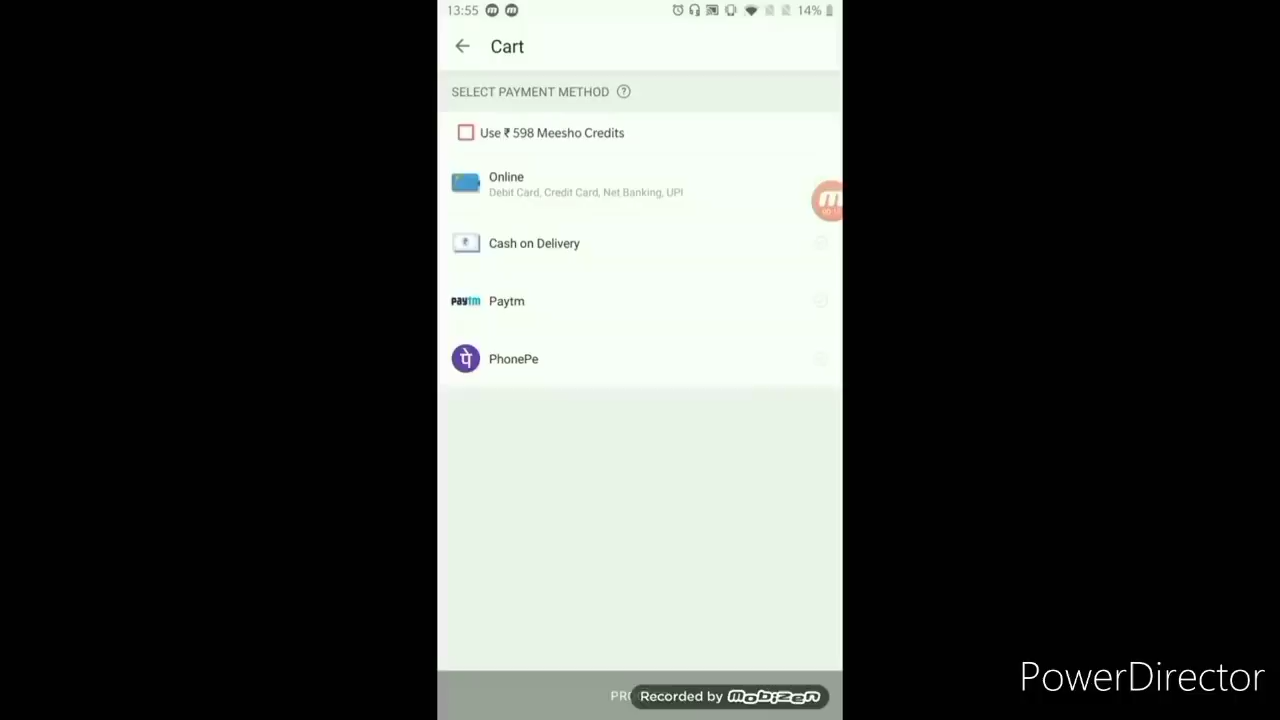 13:55
14%
Cart
SELECT PAYMENT METHOD ?
Use ₹ 598 Meesho Credits
Online
Debit Card, Credit Card, Net Banking, UPI
Cash on Delivery
Paytm Paytm
पे PhonePe
Recorded by mobizen
PowerDirector